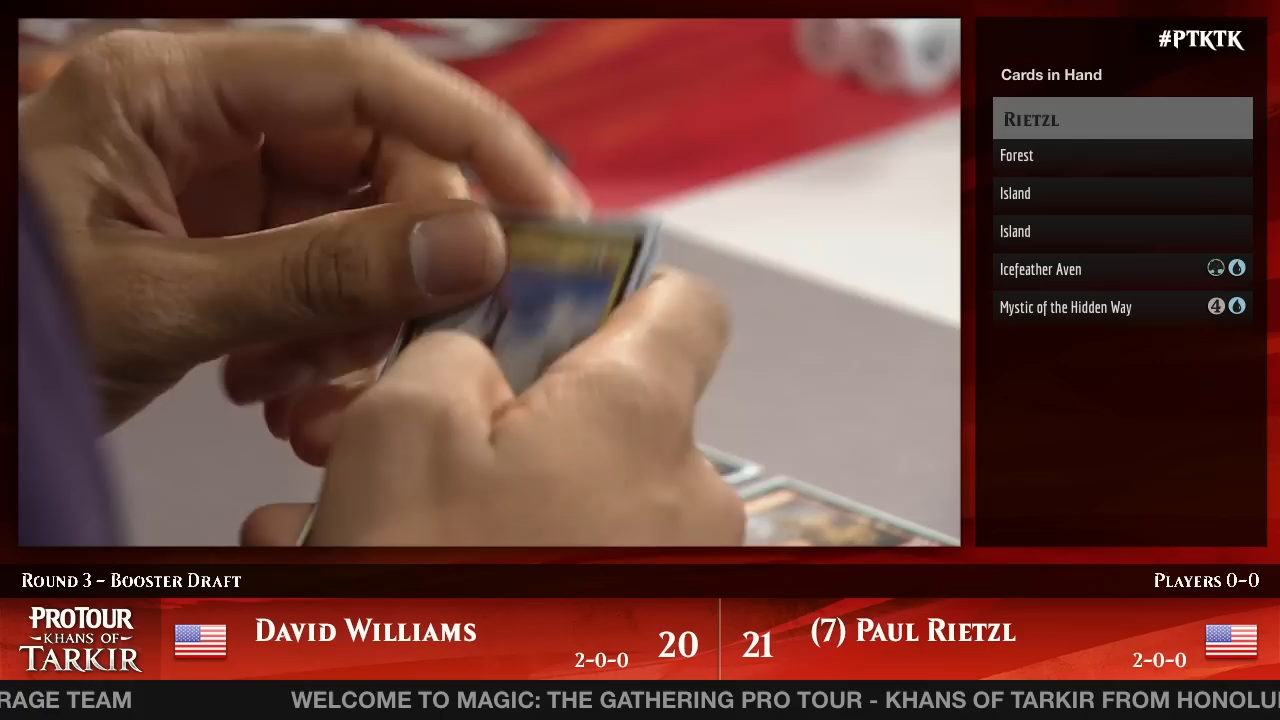 #PTKTK
Cards in Hand
Rietzl
Forest
Island
Island
Icefeather Aven
Mystic of the Hidden Way 4
Round 3 – Booster Draft
Players 0-0
Pro Tour
Khans of
Tarkir
David Williams
2-0-0
20
21
(7) Paul Rietzl
2-0-0
RAGE TEAM WELCOME TO MAGIC: THE GATHERING PRO TOUR - KHANS OF TARKIR FROM HONOLU